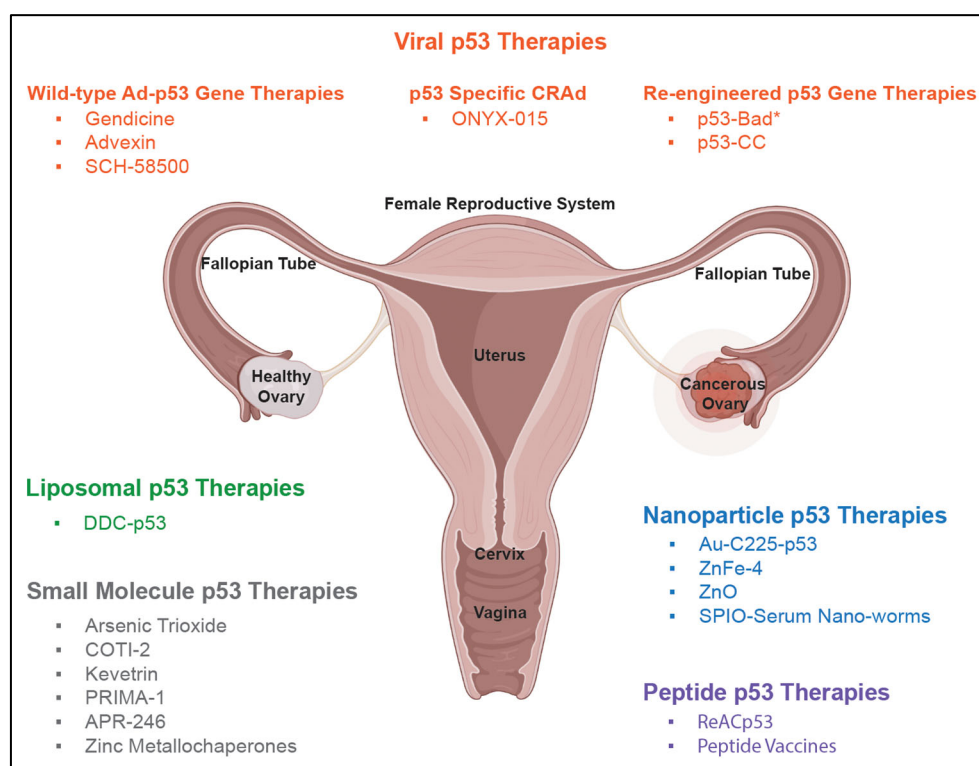 Viral p53 Therapies
Wild-type Ad-p53 Gene Therapies
▪ Gendicine
▪ Advexin
▪ SCH-58500
p53 Specific CRAd
▪ ONYX-015
Re-engineered p53 Gene Therapies
▪ p53-Bad*
▪ p53-CC
Female Reproductive System
Fallopian Tube
Fallopian Tube
Uterus
Healthy
Ovary
Cancerous
Ovary
Cervix
Vagina
Liposomal p53 Therapies
▪ DDC-p53
Small Molecule p53 Therapies
▪ Arsenic Trioxide
▪ COTI-2
▪ Kevetrin
▪ PRIMA-1
▪ APR-246
▪ Zinc Metallochaperones
Nanoparticle p53 Therapies
▪ Au-C225-p53
▪ ZnFe-4
▪ ZnO
▪ SPIO-Serum Nano-worms
Peptide p53 Therapies
▪ ReACp53
▪ Peptide Vaccines